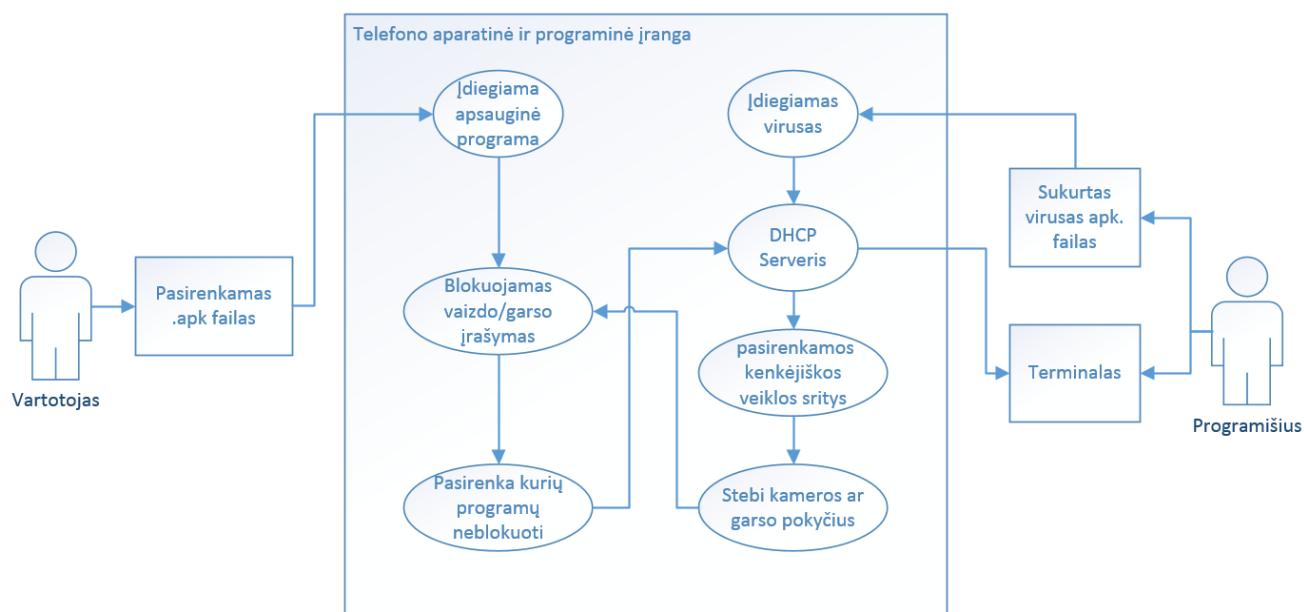 Telefono aparatinė ir programinė įranga
Įdiegiama
apsauginė
programa
Įdiegiamas
virusas
Sukurtas
virusas apk.
failas
DHCP
Serveris
Pasirenkamas
.apk failas
Blokuojamas
vaizdo/garso
įrašymas
pasirenkamos
kenkėjiškos
veiklos sritys
Terminalas
Vartotojas
Programišius
Pasirenka kurių
programų
neblokuoti
Stebi kameros ar
garso pokyčius